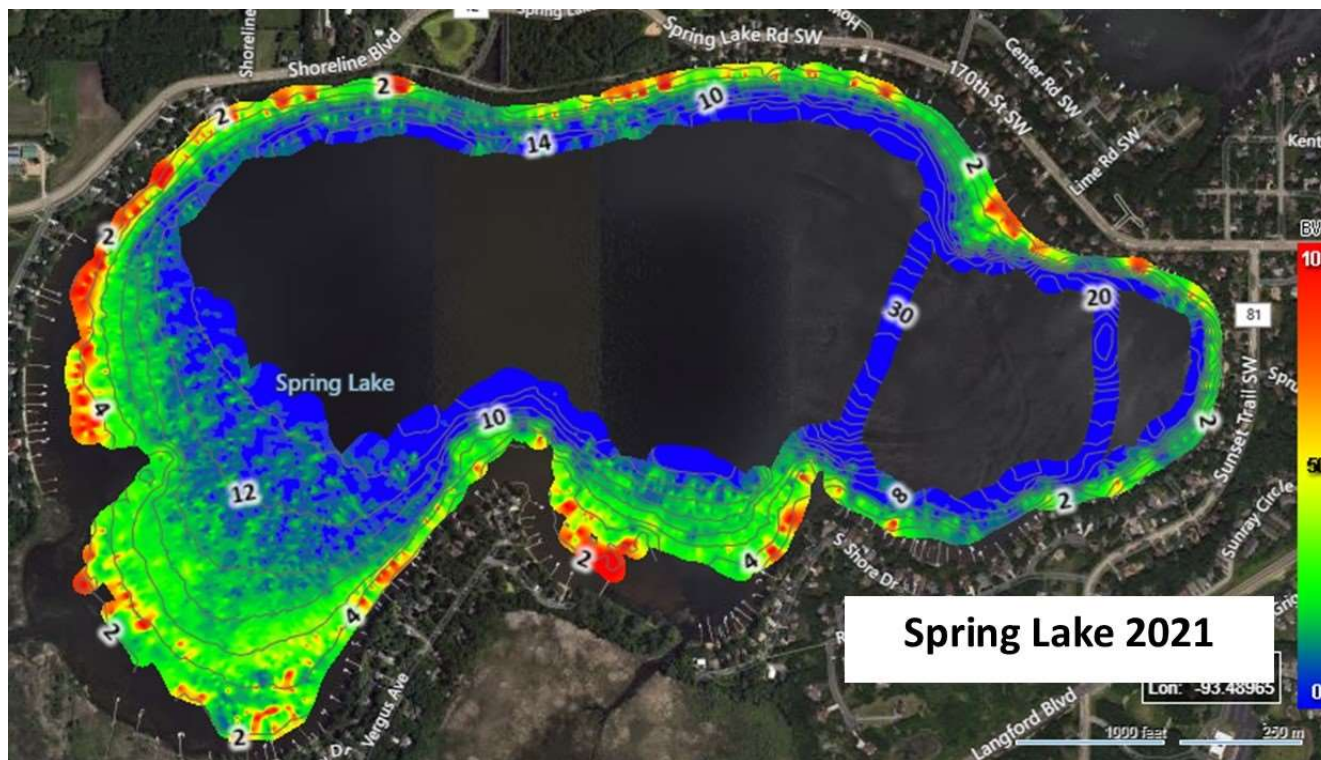 Shoreline Blvd
Shoreline
Spring Lake Rd SW
170th St SW
Center Rd SW
Lime Rd SW
2
2
10
14
2
2
30
20
81
BV
10
Spring Lake
4
10
12
8
2
2
Sunset Trail SW
Sunray Circle
S Shore Dr
4
4
2
2
2
Vergus Ave
Spring Lake 2021
Lon: -93.48965
0
Langford Blvd
1000 feet
250 m